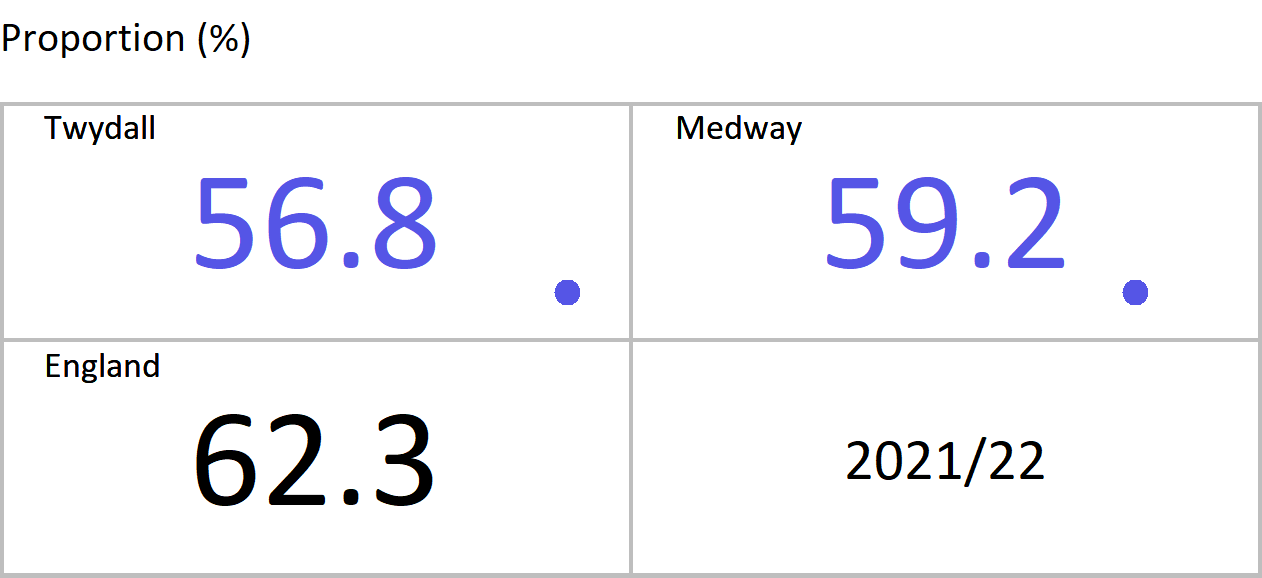 Proportion (%)
Twydall
56.8
Medway
59.2
England
62.3
2021/22